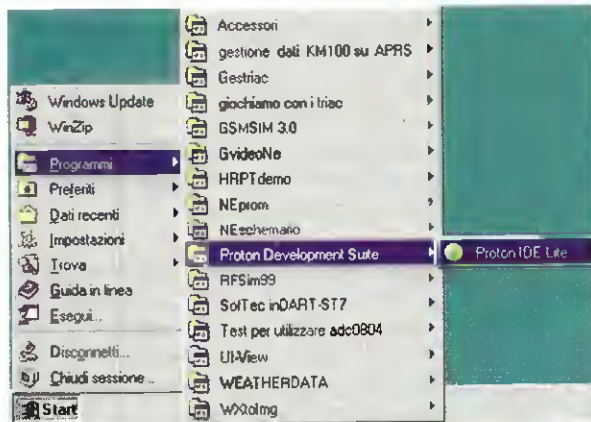 Windows Update
WinZip
Programmi
Preferiti
Dati recenti
Impostazioni
Trova
Guida in linea
Esegui...
Disconnetti...
Chiudi sessione...
Start
Accessori
gestione dati KM100 su APRS
Gestriac
giochiamo con i triac
GSMSIM 3.0
GvideoNe
HRPTdemo
NEprom
NEschemario
Proton Development Suite
RFSim99
SofTec inDART-ST7
Test per utilizzare adc0804
UI-View
WEATHERDATA
WXtoImg
Proton IDE Lite